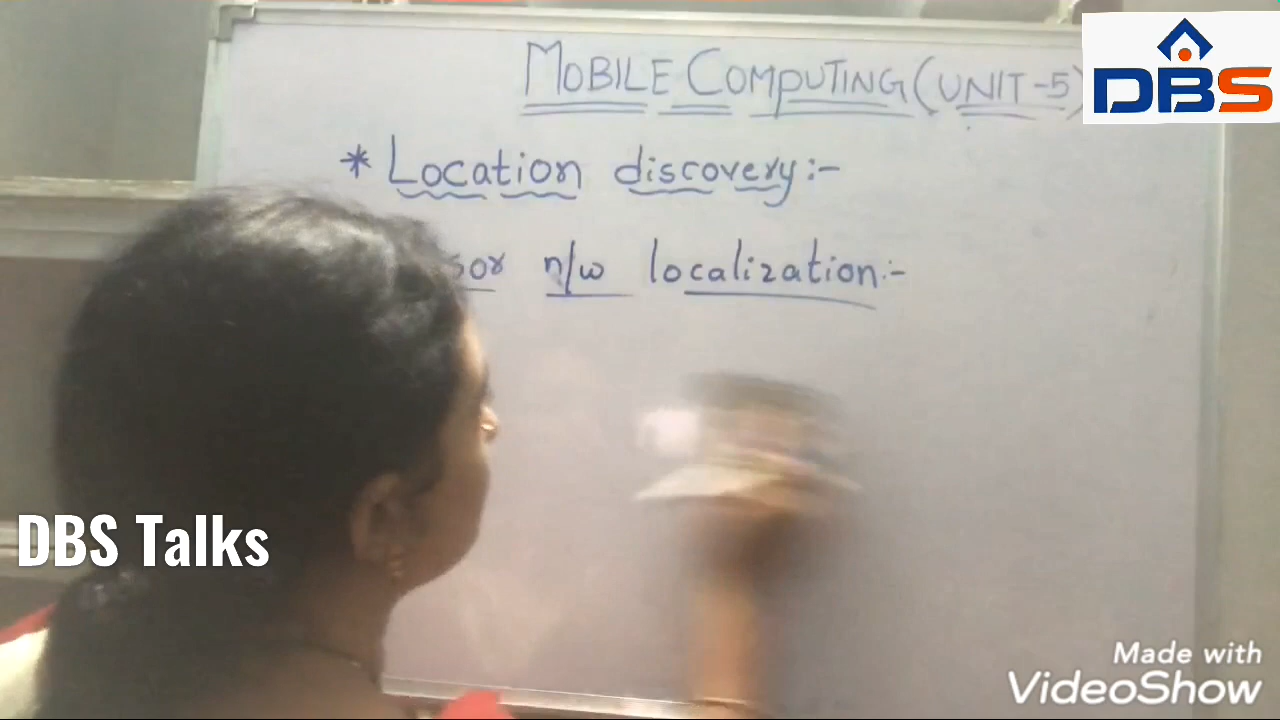 MOBILE COMPUTING (UNIT-5)
DBS
* Location discovery:-
n/w localization:-
DBS Talks
Made with
VideoShow